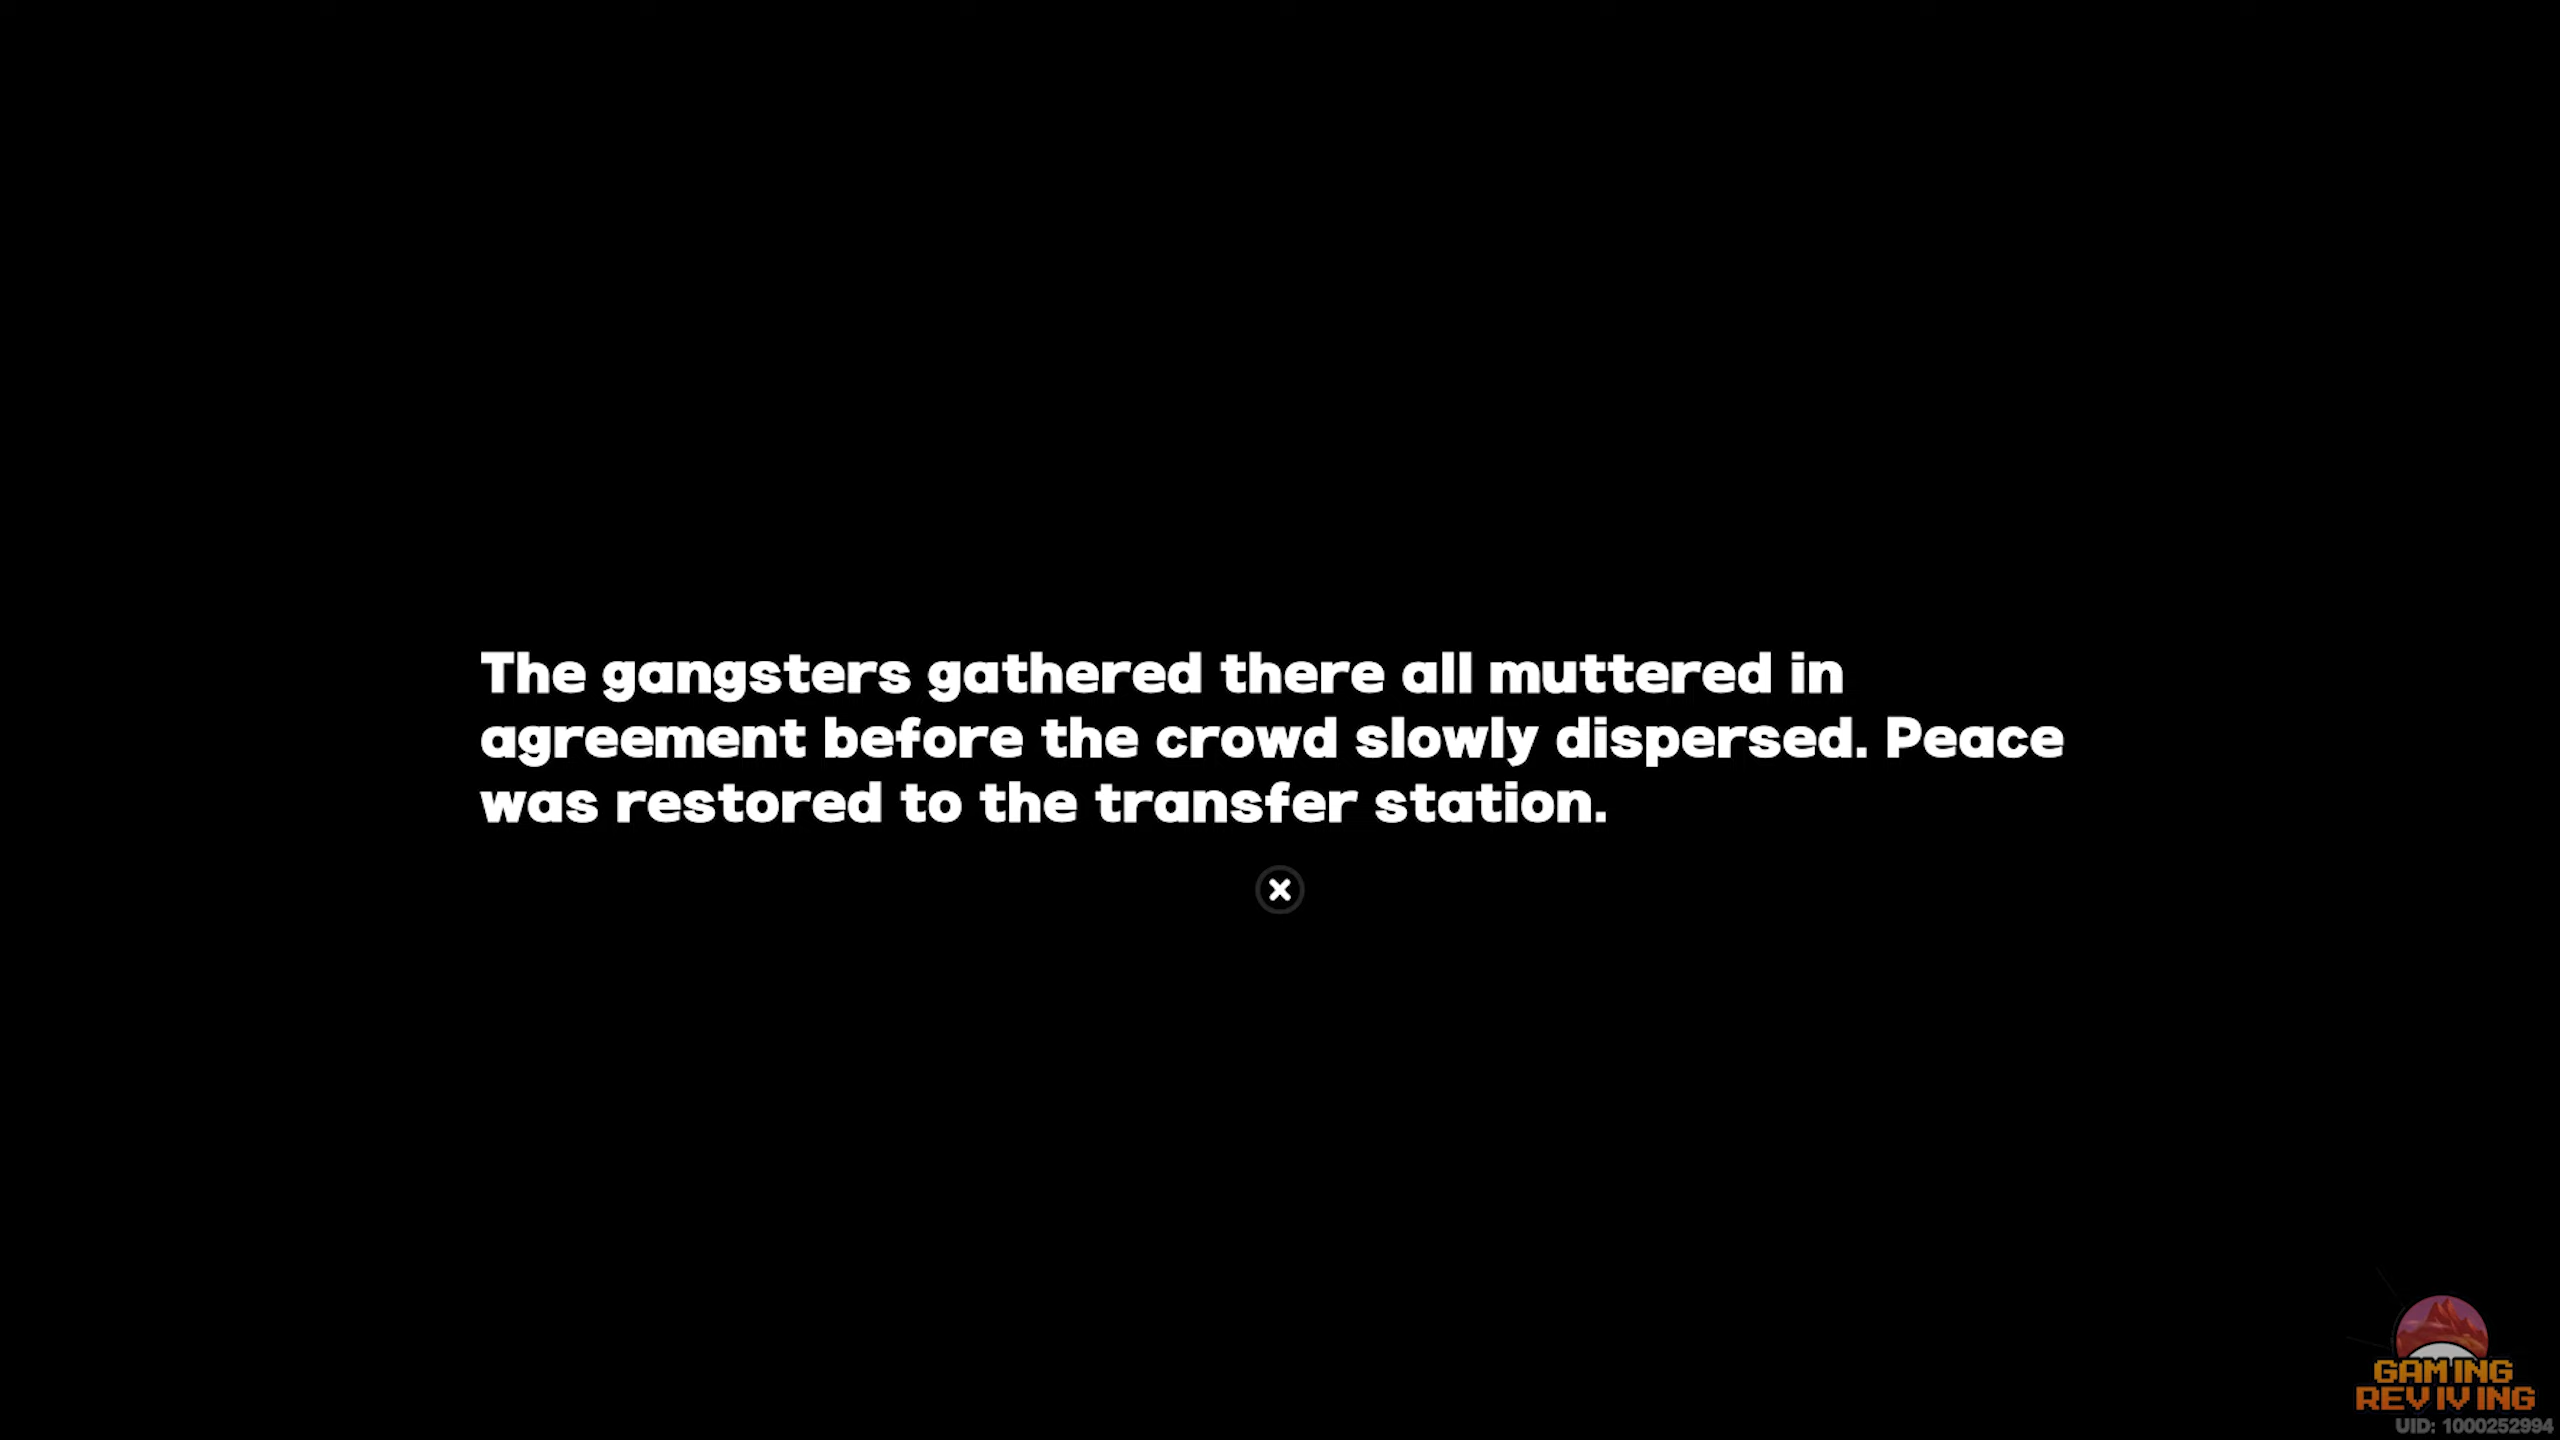 The gangsters gathered there all muttered in
agreement before the crowd slowly dispersed. Peace
was restored to the transfer station.
GAMING
REVIVING
UID: 1000252994